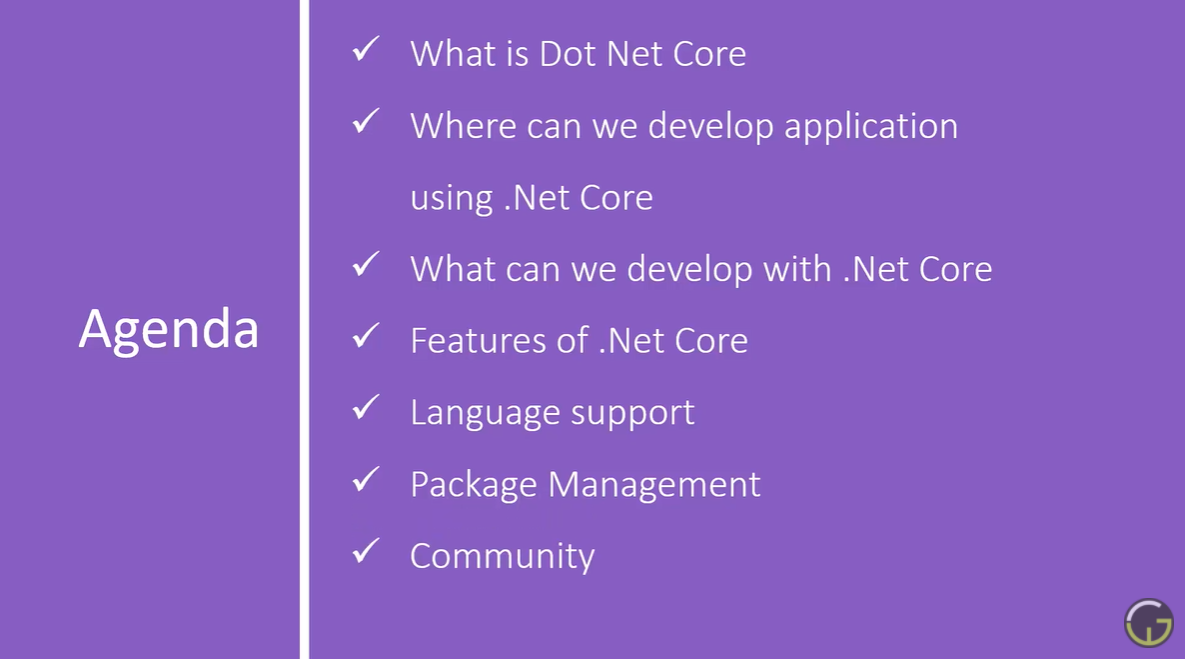 Agenda
✓ What is Dot Net Core
✓ Where can we develop application
using .Net Core
✓ What can we develop with .Net Core
✓ Features of .Net Core
✓ Language support
✓ Package Management
✓ Community